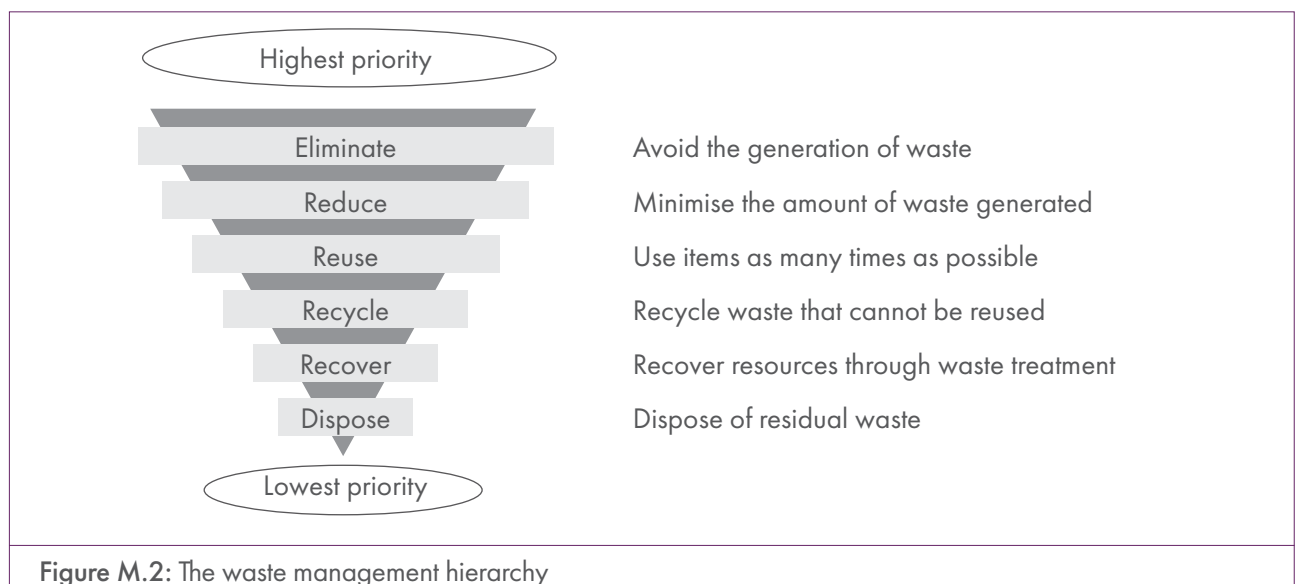 Highest priority
Eliminate Avoid the generation of waste
Reduce Minimise the amount of waste generated
Reuse Use items as many times as possible
Recycle Recycle waste that cannot be reused
Recover Recover resources through waste treatment
Dispose Dispose of residual waste
Lowest priority
Figure M.2: The waste management hierarchy